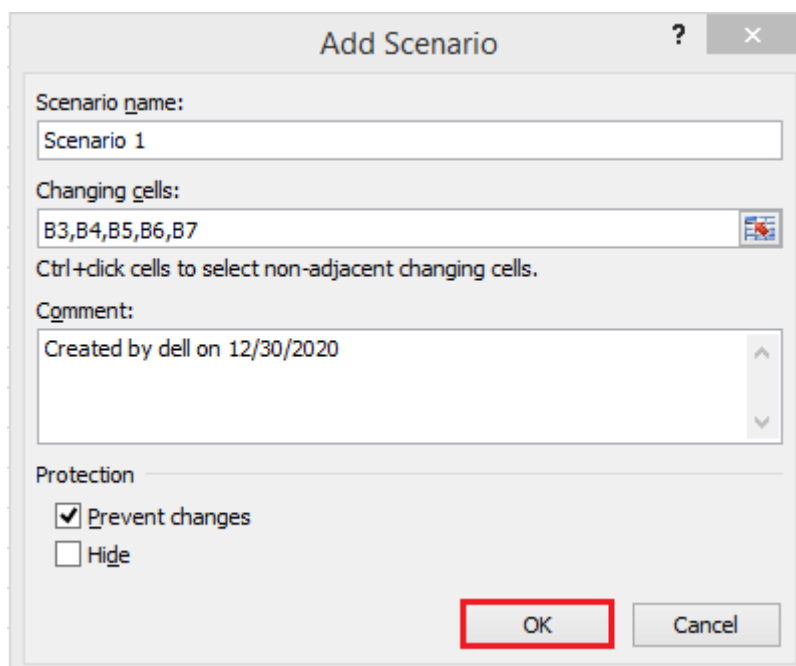 Add Scenario
?
×
Scenario name:
Scenario 1
Changing cells:
B3,B4,B5,B6,B7
Ctrl+click cells to select non-adjacent changing cells.
Comment:
Created by dell on 12/30/2020
Protection
Prevent changes
Hide
OK
Cancel